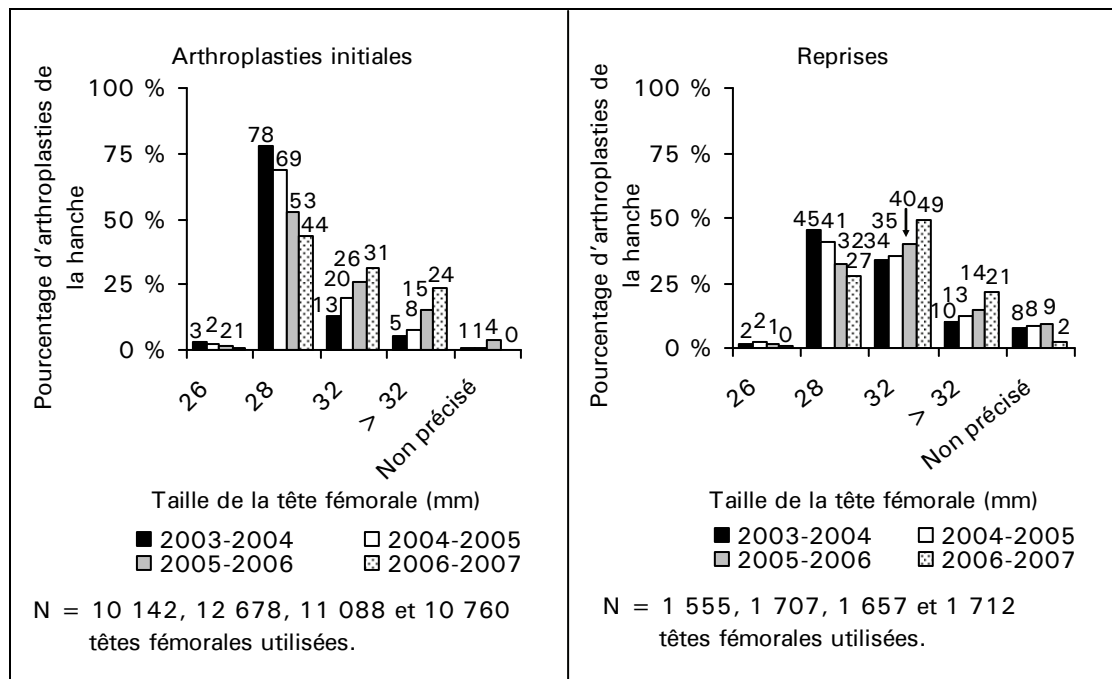 Arthroplasties initiales
Pourcentage d'arthroplasties de
la hanche
100 %
75 %
50 %
25 %
0 %
3 2 2 1
78 69 53 44
13 20 26 31
5 8 15 24
1 1 4 0
26 28 32 > 32 Non précisé
Taille de la tête fémorale (mm)
2003-2004 2004-2005
2005-2006 2006-2007
N = 10 142, 12 678, 11 088 et 10 760
têtes fémorales utilisées.
Reprises
Pourcentage d'arthroplasties de
la hanche
100 %
75 %
50 %
25 %
0 %
2 2 1 0
45 41 32 27
34 35 40 49
10 13 14 21
8 8 9 2
26 28 32 > 32 Non précisé
Taille de la tête fémorale (mm)
2003-2004 2004-2005
2005-2006 2006-2007
N = 1 555, 1 707, 1 657 et 1 712
têtes fémorales utilisées.